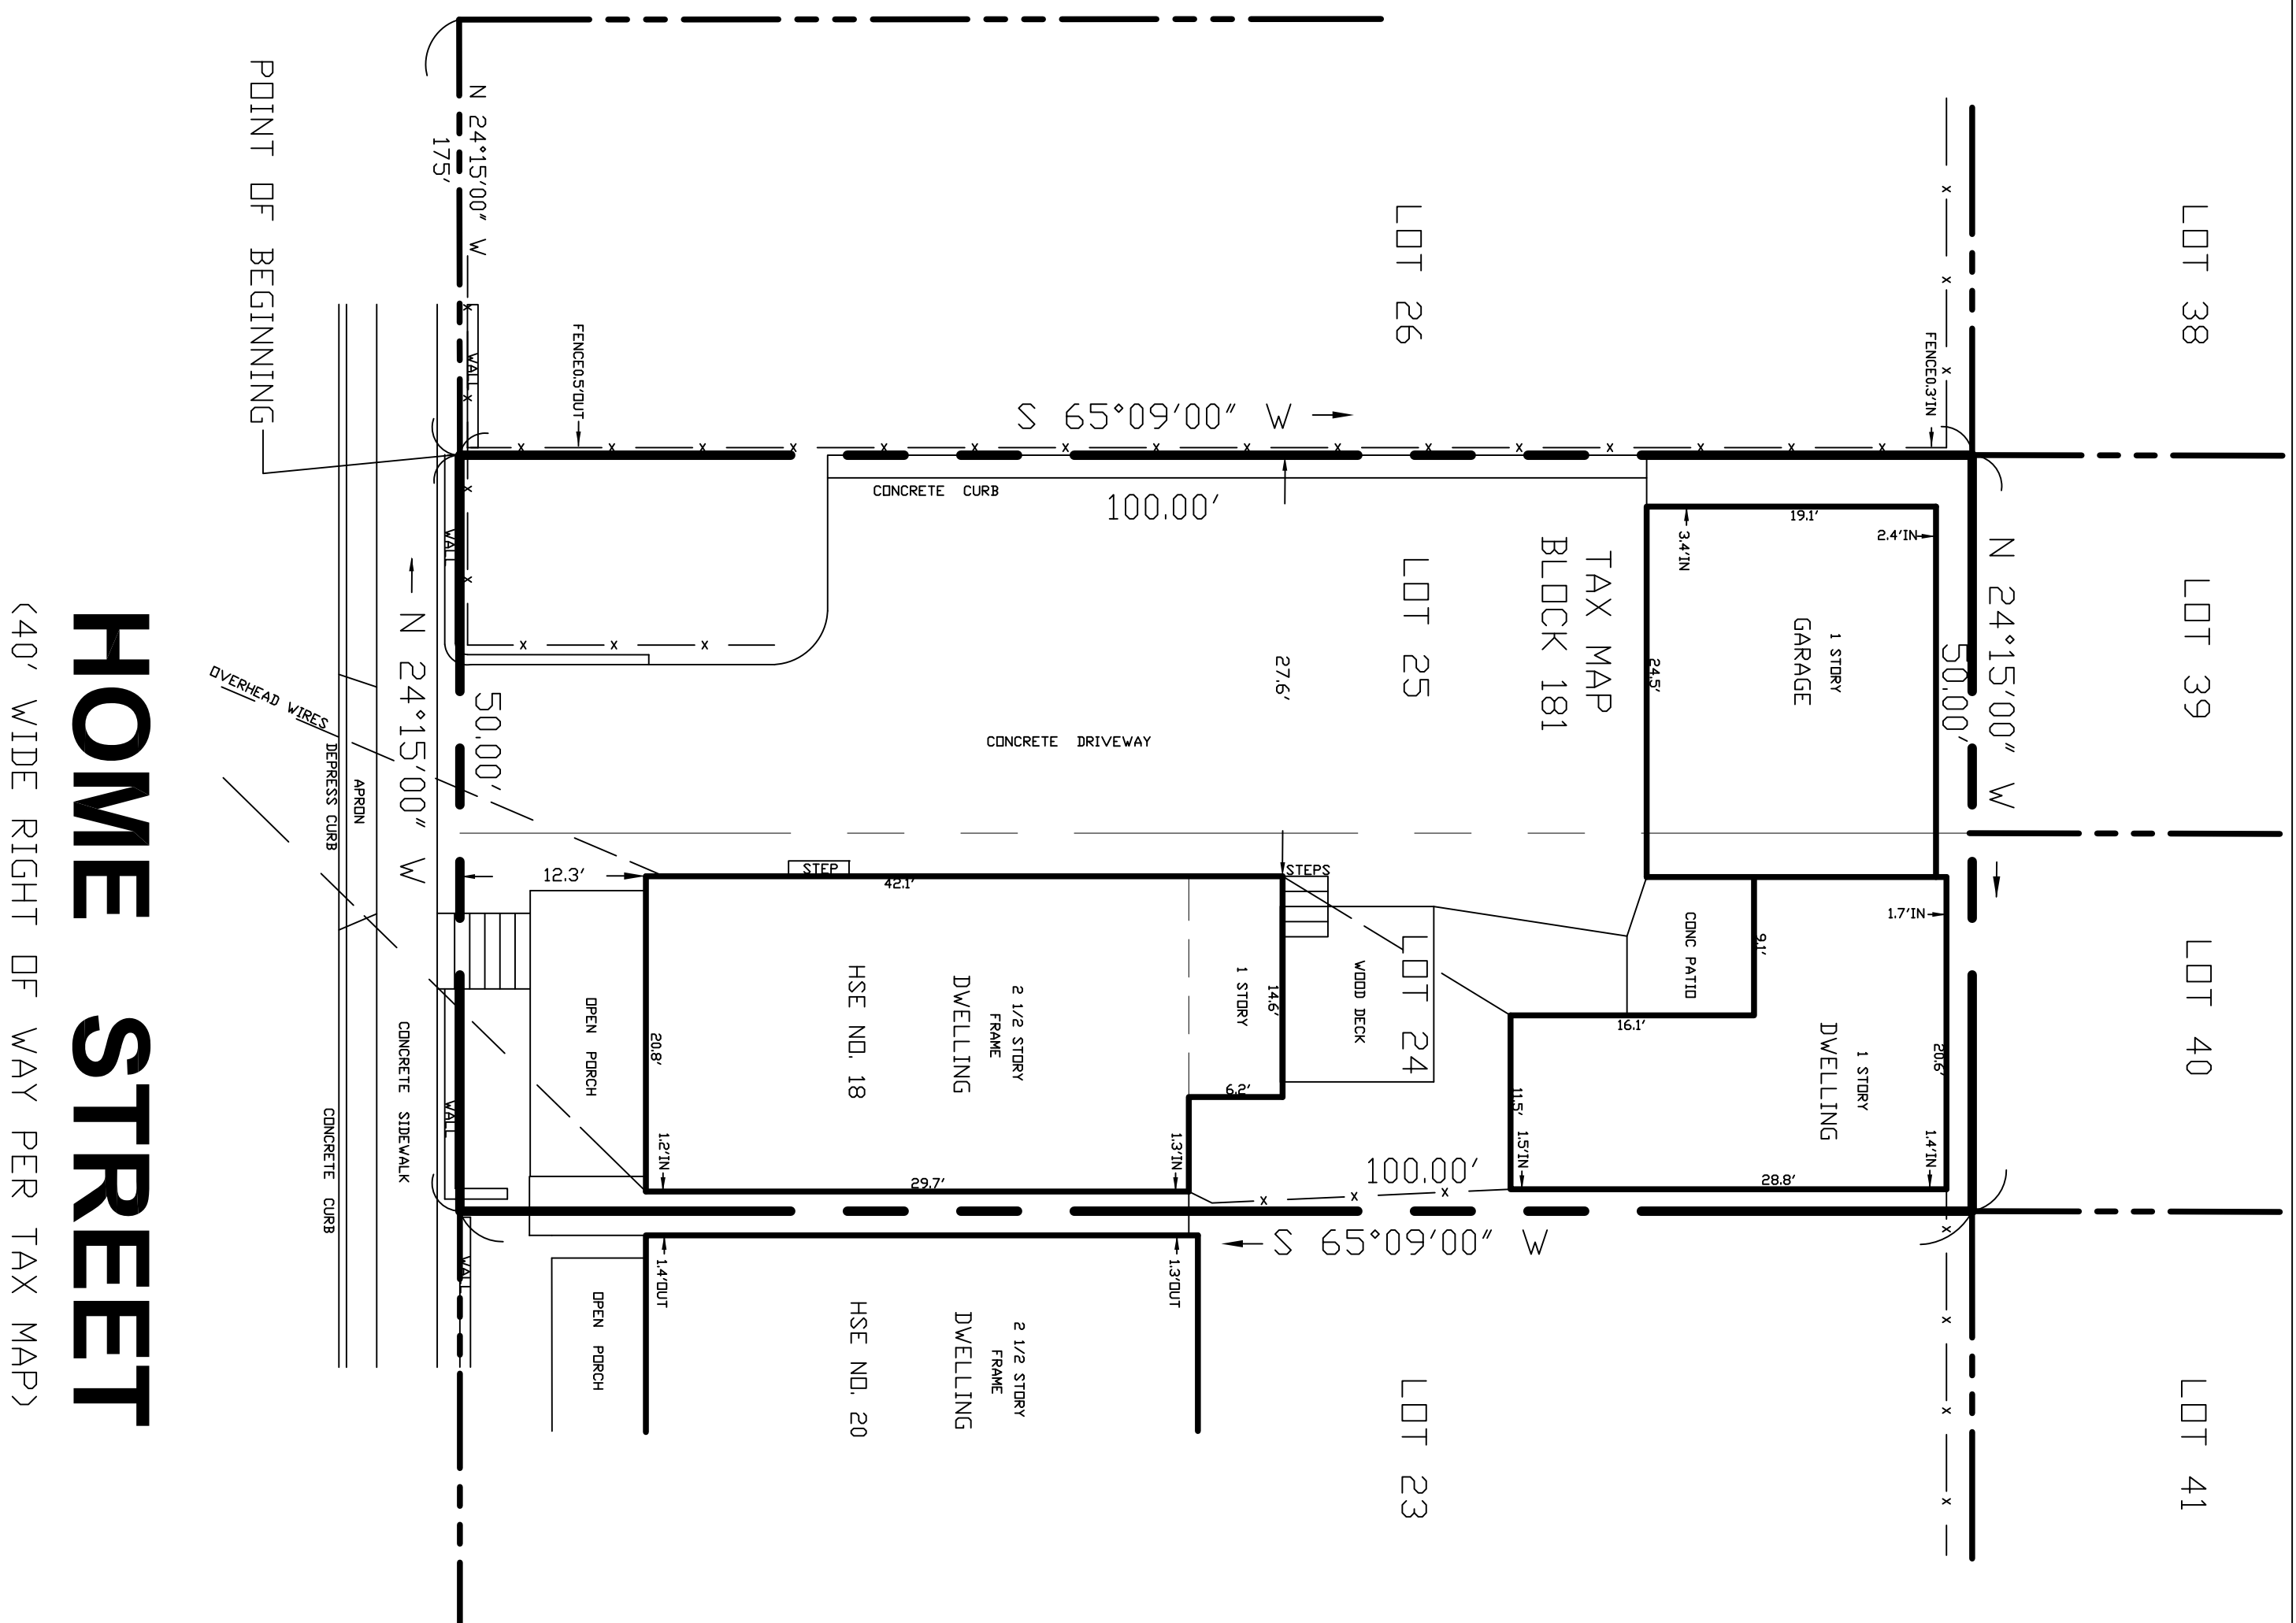 HOME STREET
(40' WIDE RIGHT OF WAY PER TAX MAP)
POINT OF BEGINNING
N 24°15'00" W
175'
WALL
FENCE0.5'OUT
LOT 26
S 65°09'00" W
FENCE0.3'IN
LOT 38
CONCRETE CURB
100.00'
WALL
N 24°15'00" W
50.00'
OVERHEAD WIRES
DEPRESS CURB
APRON
CONCRETE DRIVEWAY
27.6'
LOT 25
TAX MAP
BLOCK 181
19.1'
2.4'IN
3.4'IN
24.5'
1 STORY
GARAGE
50.00'
N 24°15'00" W
LOT 39
12.3'
STEP
42.1'
STEPS
CONC PATIO
9.1'
1.7'IN
LOT 40
CONCRETE SIDEWALK
CONCRETE CURB
WALL
OPEN PORCH
20.8'
HSE NO. 18
2 1/2 STORY
FRAME
DWELLING
1 STORY
14.6'
WOOD DECK
LOT 24
6.2'
16.1'
11.5'
1 STORY
DWELLING
20.6'
1.2'IN
1.3'IN
1.5'IN
1.4'IN
29.7'
100.00'
28.8'
S 65°09'00" W
WALL
1.4'OUT
1.3'OUT
OPEN PORCH
HSE NO. 20
2 1/2 STORY
FRAME
DWELLING
LOT 23
LOT 41